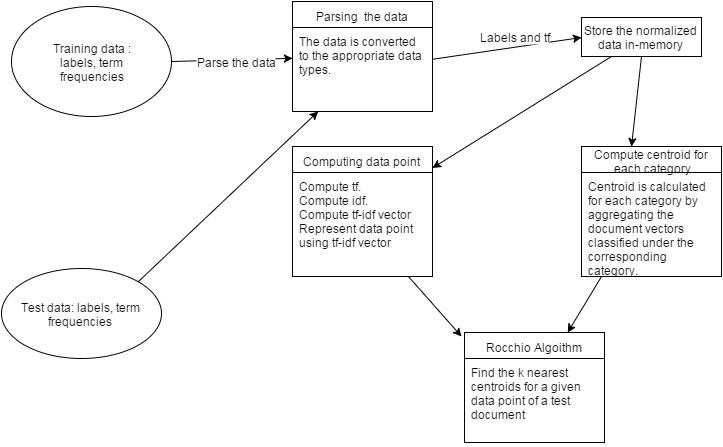 Training data :
labels, term
frequencies
Parse the data
Parsing the data
The data is converted
to the appropriate data
types.
Labels and tf
Store the normalized
data in-memory
Computing data point
Compute tf.
Compute idf.
Compute tf-idf vector
Represent data point
using tf-idf vector
Compute centroid for
each category
Centroid is calculated
for each category by
aggregating the
document vectors
classified under the
corresponding
category.
Test data: labels, term
frequencies
Rocchio Algoithm
Find the k nearest
centroids for a given
data point of a test
document